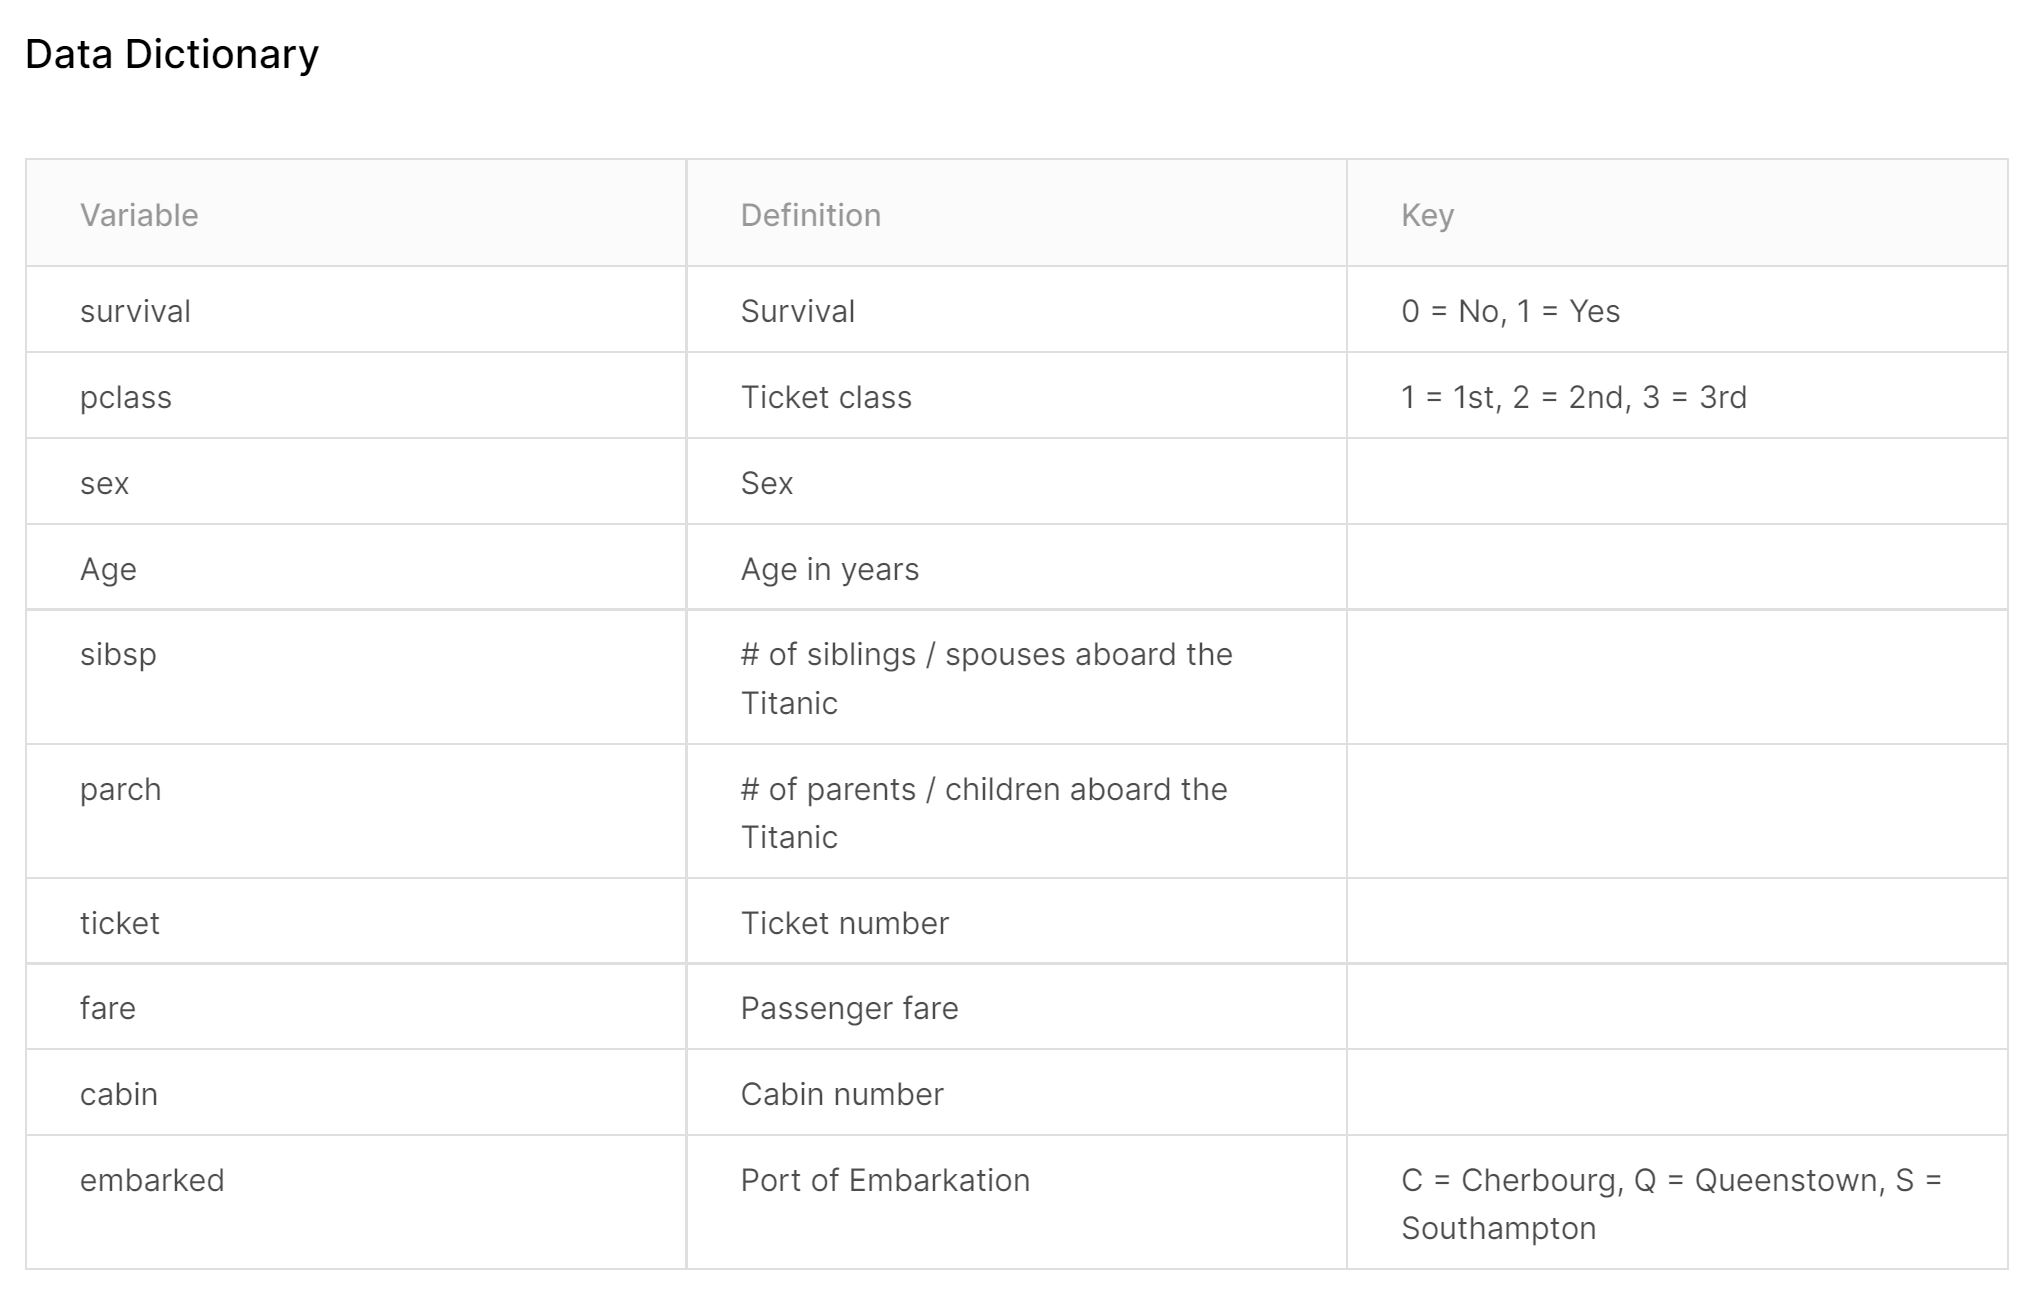 Data Dictionary
Variable Definition Key
survival Survival 0 = No, 1 = Yes
pclass Ticket class 1 = 1st, 2 = 2nd, 3 = 3rd
sex Sex
Age Age in years
sibsp # of siblings / spouses aboard the
Titanic
parch # of parents / children aboard the
Titanic
ticket Ticket number
fare Passenger fare
cabin Cabin number
embarked Port of Embarkation C = Cherbourg, Q = Queenstown, S =
Southampton